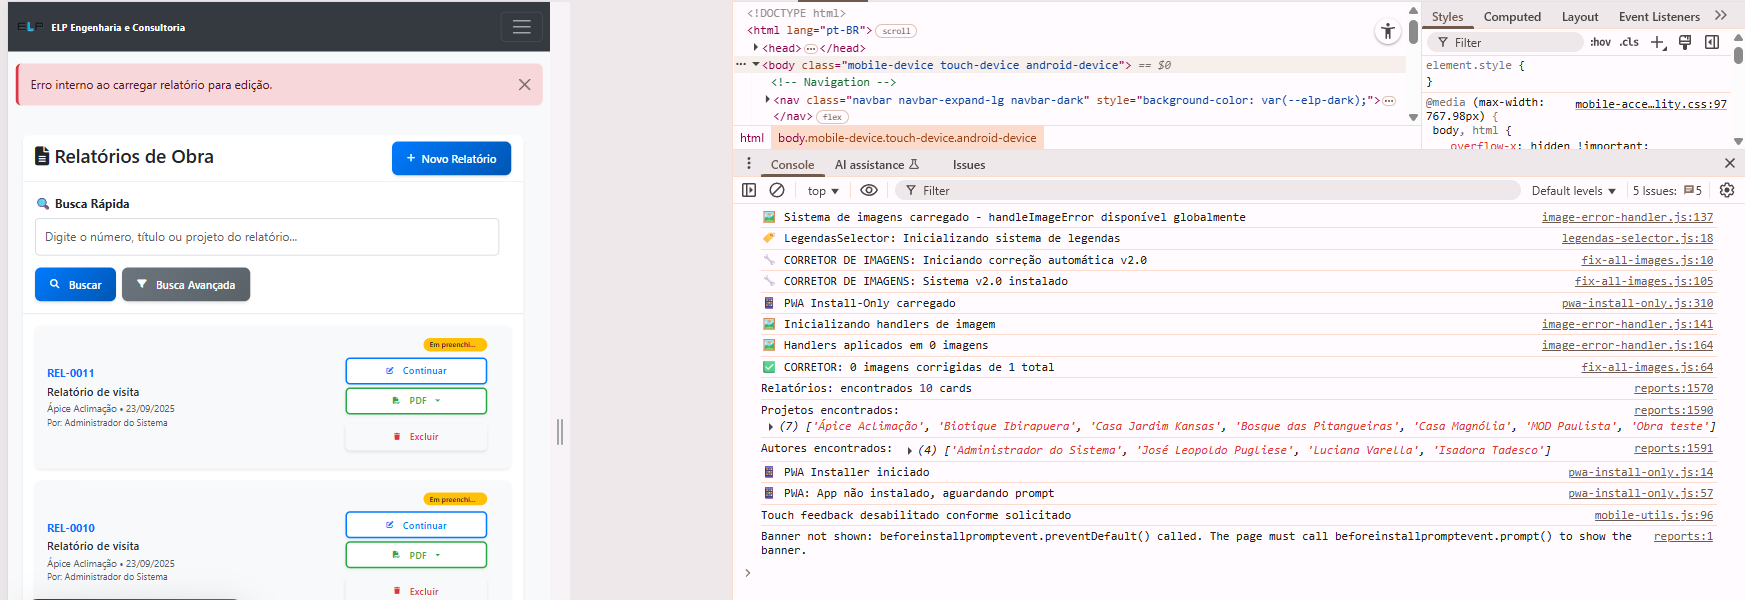 ELP ELP Engenharia e Consultoria
Erro interno ao carregar relatório para edição.
Relatórios de Obra
+ Novo Relatório
Busca Rápida
Digite o número, título ou projeto do relatório...
Buscar
Busca Avançada
Em preenchi...
REL-0011
Relatório de visita
Ápice Aclimação • 23/09/2025
Por: Administrador do Sistema
Continuar
PDF
Excluir
Em preenchi...
REL-0010
Relatório de visita
Ápice Aclimação • 23/09/2025
Por: Administrador do Sistema
Continuar
PDF
Excluir
<!DOCTYPE html>
<html lang="pt-BR"> scroll
<head> ... </head>
<body class="mobile-device touch-device android-device"> == $0
<!-- Navigation -->
<nav class="navbar navbar-expand-lg navbar-dark" style="background-color: var(--elp-dark);"> ...
</nav> flex
html body.mobile-device.touch-device.android-device
Styles Computed Layout Event Listeners
Filter :hov .cls
element.style {
}
@media (max-width: 767.98px) { mobile-acce...lity.css:97
body, html {
overflow-x: hidden !important;
Console AI assistance Issues
top Filter Default levels 5 Issues: 5
Sistema de imagens carregado - handleImageError disponível globalmente image-error-handler.js:137
LegendasSelector: Inicializando sistema de legendas legendas-selector.js:18
CORRETOR DE IMAGENS: Iniciando correção automática v2.0 fix-all-images.js:10
CORRETOR DE IMAGENS: Sistema v2.0 instalado fix-all-images.js:105
PWA Install-Only carregado pwa-install-only.js:310
Inicializando handlers de imagem image-error-handler.js:141
Handlers aplicados em 0 imagens image-error-handler.js:164
CORRETOR: 0 imagens corrigidas de 1 total fix-all-images.js:64
Relatórios: encontrados 10 cards reports:1570
Projetos encontrados: reports:1590
(7) ['Ápice Aclimação', 'Biotique Ibirapuera', 'Casa Jardim Kansas', 'Bosque das Pitangueiras', 'Casa Magnólia', 'MOD Paulista', 'Obra teste']
Autores encontrados: (4) ['Administrador do Sistema', 'José Leopoldo Pugliese', 'Luciana Varella', 'Isadora Tadesco'] reports:1591
PWA Installer iniciado pwa-install-only.js:14
PWA: App não instalado, aguardando prompt pwa-install-only.js:57
Touch feedback desabilitado conforme solicitado mobile-utils.js:96
Banner not shown: beforeinstallpromptevent.preventDefault() called. The page must call beforeinstallpromptevent.prompt() to show the reports:1
banner.